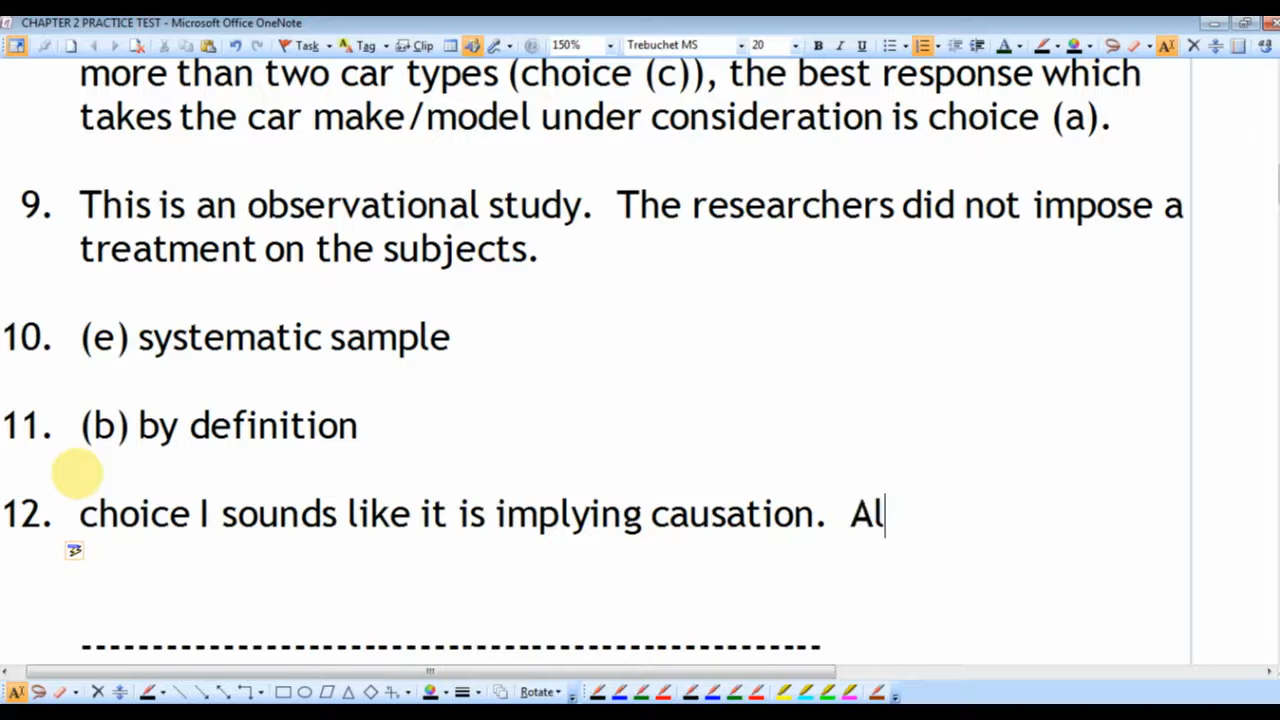 CHAPTER 2 PRACTICE TEST - Microsoft Office OneNote
Task Tag Clip 150% Trebuchet MS 20 B I U A A
more than two car types (choice (c)), the best response which
takes the car make/model under consideration is choice (a).
9. This is an observational study. The researchers did not impose a
treatment on the subjects.
10. (e) systematic sample
11. (b) by definition
12. choice I sounds like it is implying causation. Al
--------------------------------------------------
A Rotate